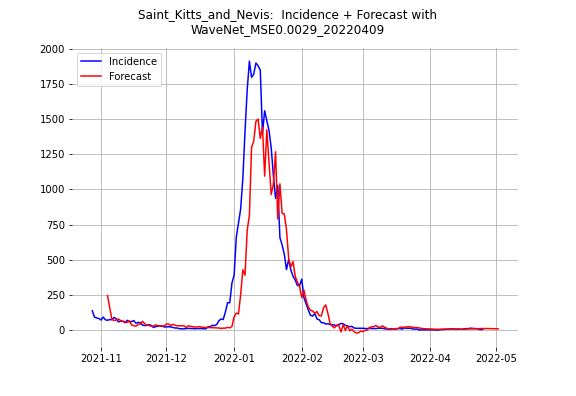 Saint_Kitts_and_Nevis:  Incidence + Forecast with
WaveNet_MSE0.0029_20220409
Incidence
Forecast
2000
1750
1500
1250
1000
750
500
250
0
2021-11 2021-12 2022-01 2022-02 2022-03 2022-04 2022-05